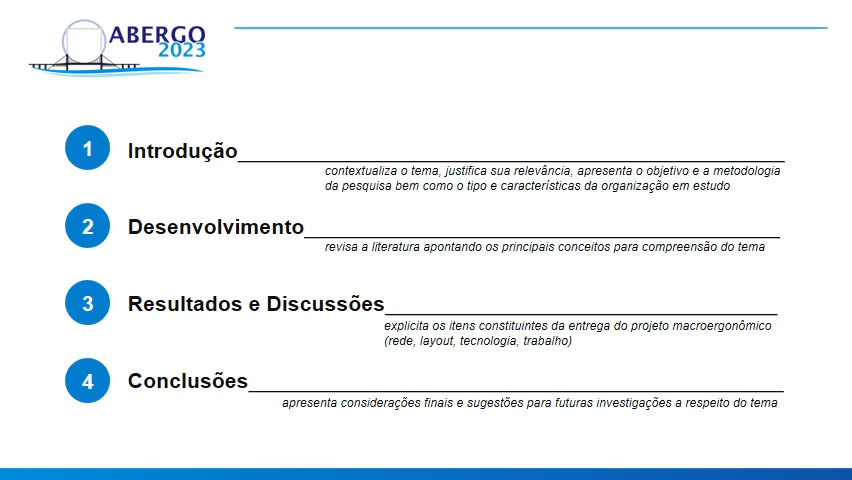 ABERGO
2023
1
Introdução
contextualiza o tema, justifica sua relevância, apresenta o objetivo e a metodologia
da pesquisa bem como o tipo e características da organização em estudo
2
Desenvolvimento
revisa a literatura apontando os principais conceitos para compreensão do tema
3
Resultados e Discussões
explicita os itens constituintes da entrega do projeto macroergonômico
(rede, layout, tecnologia, trabalho)
4
Conclusões
apresenta considerações finais e sugestões para futuras investigações a respeito do tema